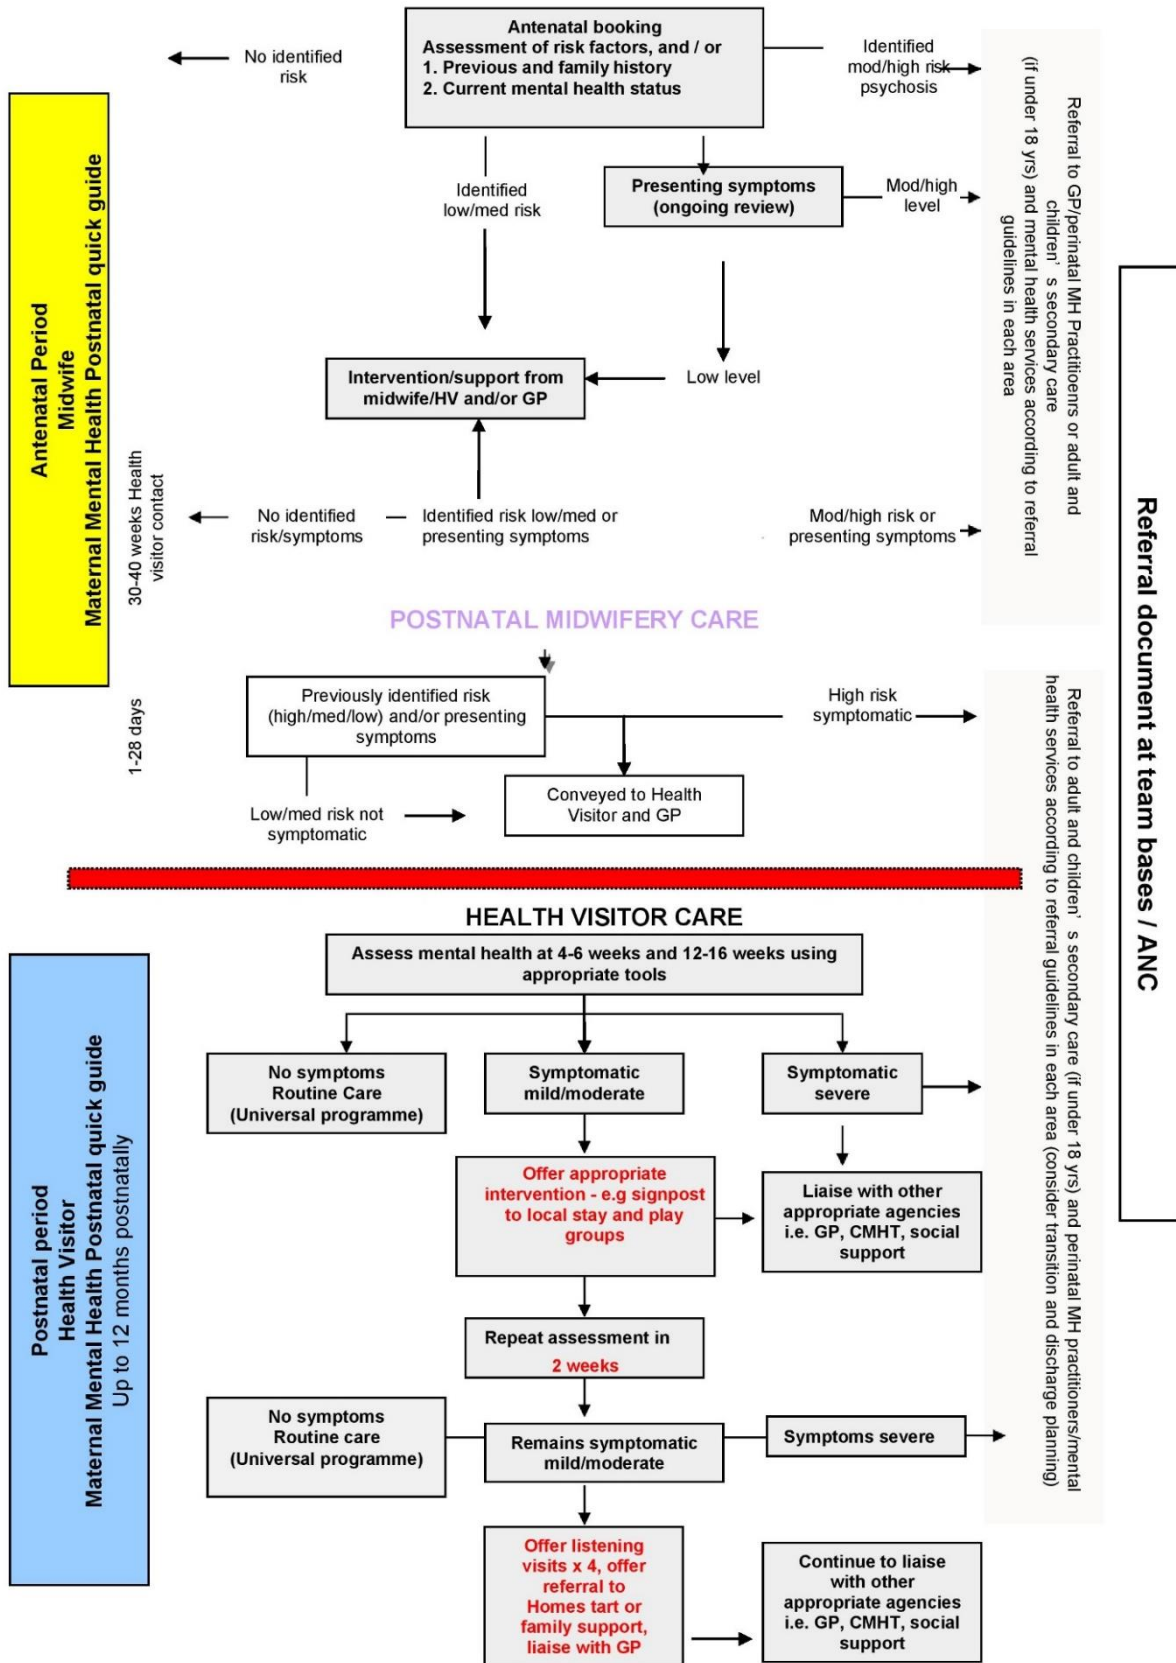 Antenatal booking
Assessment of risk factors, and / or
1. Previous and family history
2. Current mental health status
No identified
risk
Identified
mod/high risk
psychosis
Identified
low/med risk
Presenting symptoms
(ongoing review)
Mod/high
level
Intervention/support from
midwife/HV and/or GP
Low level
No identified
risk/symptoms
Identified risk low/med or
presenting symptoms
Mod/high risk or
presenting symptoms
Antenatal Period
Midwife
Maternal Mental Health Postnatal quick guide
30-40 weeks Health
visitor contact
Referral to GP/perinatal MH Practitioenrs or adult and
children's secondary care
(if under 18 yrs) and mental health services according to referral
guidelines in each area
Referral document at team bases / ANC
POSTNATAL MIDWIFERY CARE
1-28 days
Previously identified risk
(high/med/low) and/or presenting
symptoms
High risk
symptomatic
Low/med risk not
symptomatic
Conveyed to Health
Visitor and GP
Referral to adult and children's secondary care (if under 18 yrs) and perinatal MH practitioners/mental
health services according to referral guidelines in each area (consider transition and discharge planning)
HEALTH VISITOR CARE
Assess mental health at 4-6 weeks and 12-16 weeks using
appropriate tools
No symptoms
Routine Care
(Universal programme)
Symptomatic
mild/moderate
Symptomatic
severe
Offer appropriate
intervention - e.g signpost
to local stay and play
groups
Liaise with other
appropriate agencies
i.e. GP, CMHT, social
support
Repeat assessment in
2 weeks
No symptoms
Routine care
(Universal programme)
Remains symptomatic
mild/moderate
Symptoms severe
Offer listening
visits x 4, offer
referral to
Homes tart or
family support,
liaise with GP
Continue to liaise
with other
appropriate agencies
i.e. GP, CMHT, social
support
Postnatal period
Health Visitor
Maternal Mental Health Postnatal quick guide
Up to 12 months postnatally